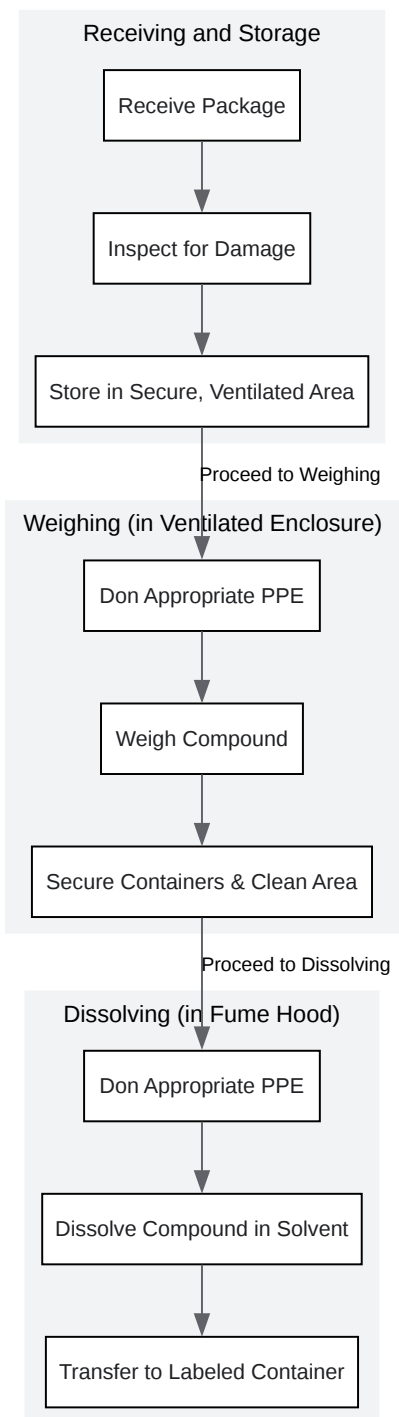 Receiving and Storage
Receive Package
Inspect for Damage
Store in Secure, Ventilated Area
Proceed to Weighing
Weighing (in Ventilated Enclosure)
Don Appropriate PPE
Weigh Compound
Secure Containers & Clean Area
Proceed to Dissolving
Dissolving (in Fume Hood)
Don Appropriate PPE
Dissolve Compound in Solvent
Transfer to Labeled Container